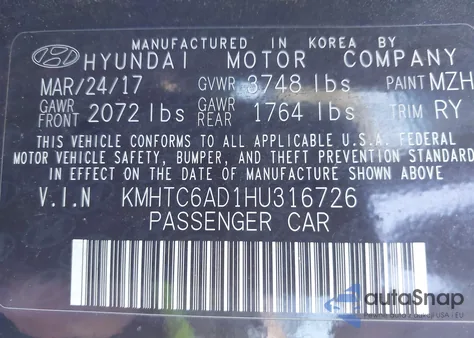 MANUFACTURED IN KOREA BY
HYUNDAI MOTOR COMPANY
MAR/24/17 GVWR 3748 lbs PAINT MZH
GAWR FRONT 2072 lbs GAWR REAR 1764 lbs TRIM RY
THIS VEHICLE CONFORMS TO ALL APPLICABLE U.S.A. FEDERAL
MOTOR VEHICLE SAFETY, BUMPER, AND THEFT PREVENTION STANDARD
IN EFFECT ON THE DATE OF MANUFACTURE SHOWN ABOVE.
V.I.N KMHTC6AD1HU316726
PASSENGER CAR
autoSnap